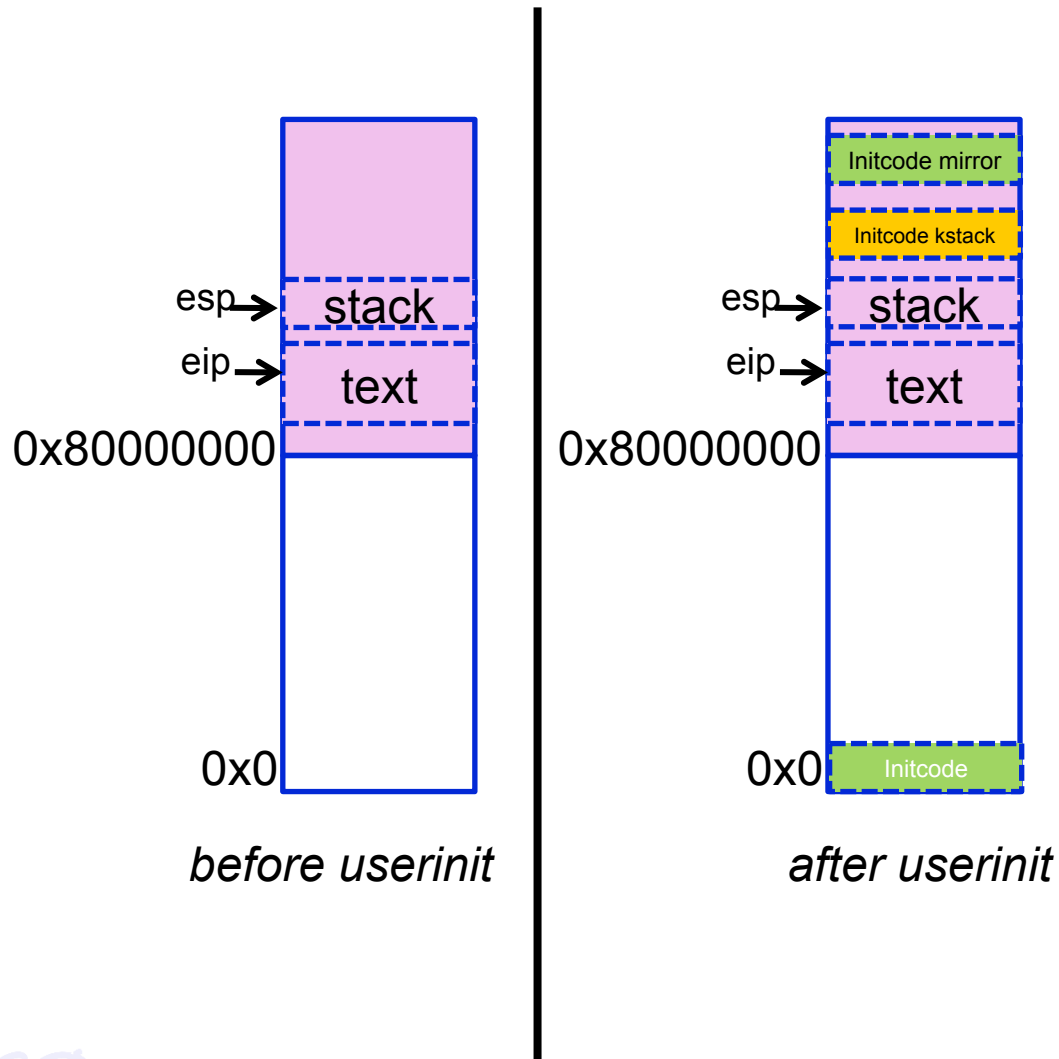 esp
stack
eip
text
0x80000000
0x0
before userinit
Initcode mirror
Initcode kstack
esp
stack
eip
text
0x80000000
0x0
Initcode
after userinit